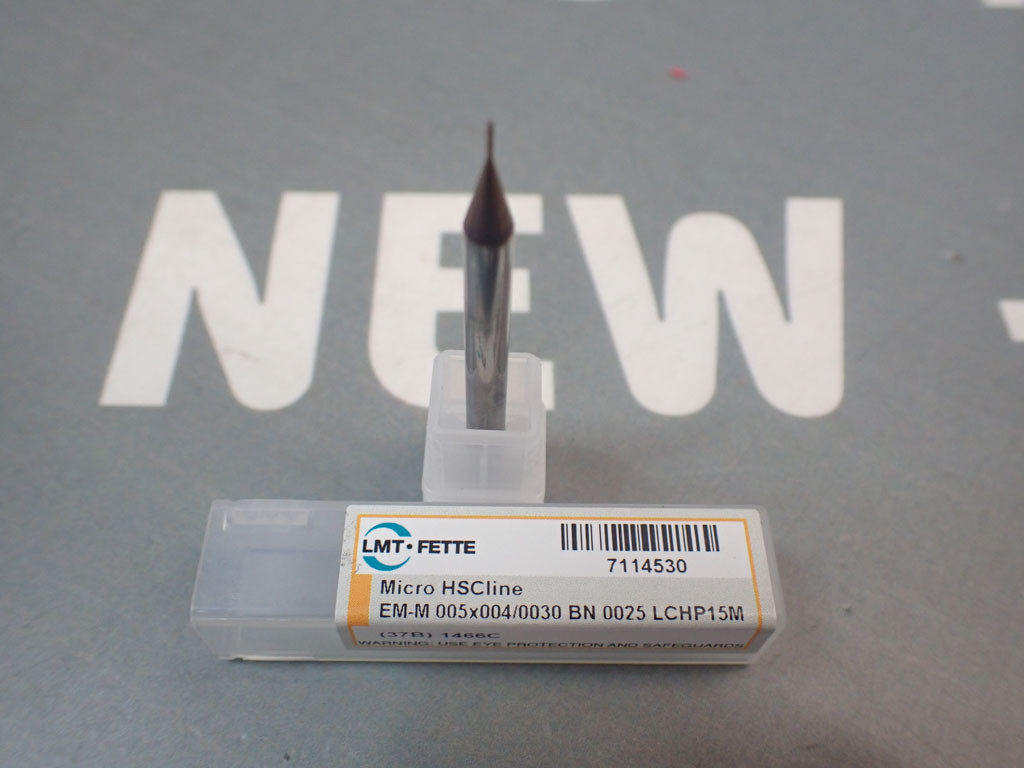 NEW
LMT·FETTE
7114530
Micro HSCline
EM-M 005x004/0030 BN 0025 LCHP15M
(37B) 1466C
WARNING: USE EYE PROTECTION AND SAFEGUARDS